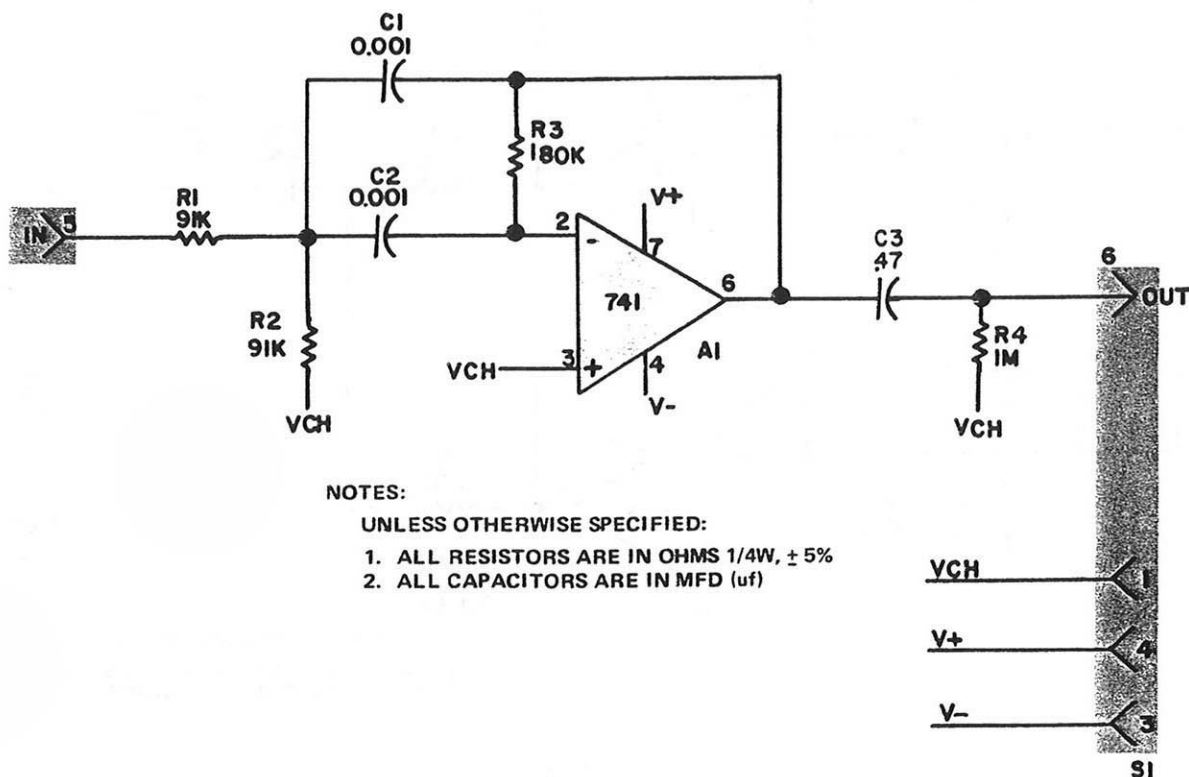 C1
0.001
R3
180K
C2
0.001
R1
91K
IN
5
2
-
V+
7
741
6
C3
.47
6
OUT
R2
91K
VCH
VCH
3
+
4
V-
A1
R4
1M
VCH
NOTES:
UNLESS OTHERWISE SPECIFIED:
1. ALL RESISTORS ARE IN OHMS 1/4W, ± 5%
2. ALL CAPACITORS ARE IN MFD (uf)
VCH
1
V+
4
V-
3
S1